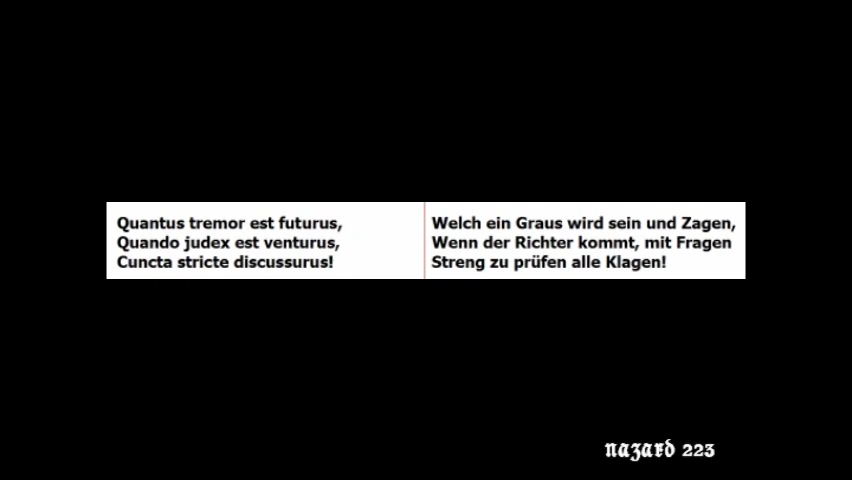 Quantus tremor est futurus,
Quando judex est venturus,
Cuncta stricte discussurus!
Welch ein Graus wird sein und Zagen,
Wenn der Richter kommt, mit Fragen
Streng zu prüfen alle Klagen!
nazard 223